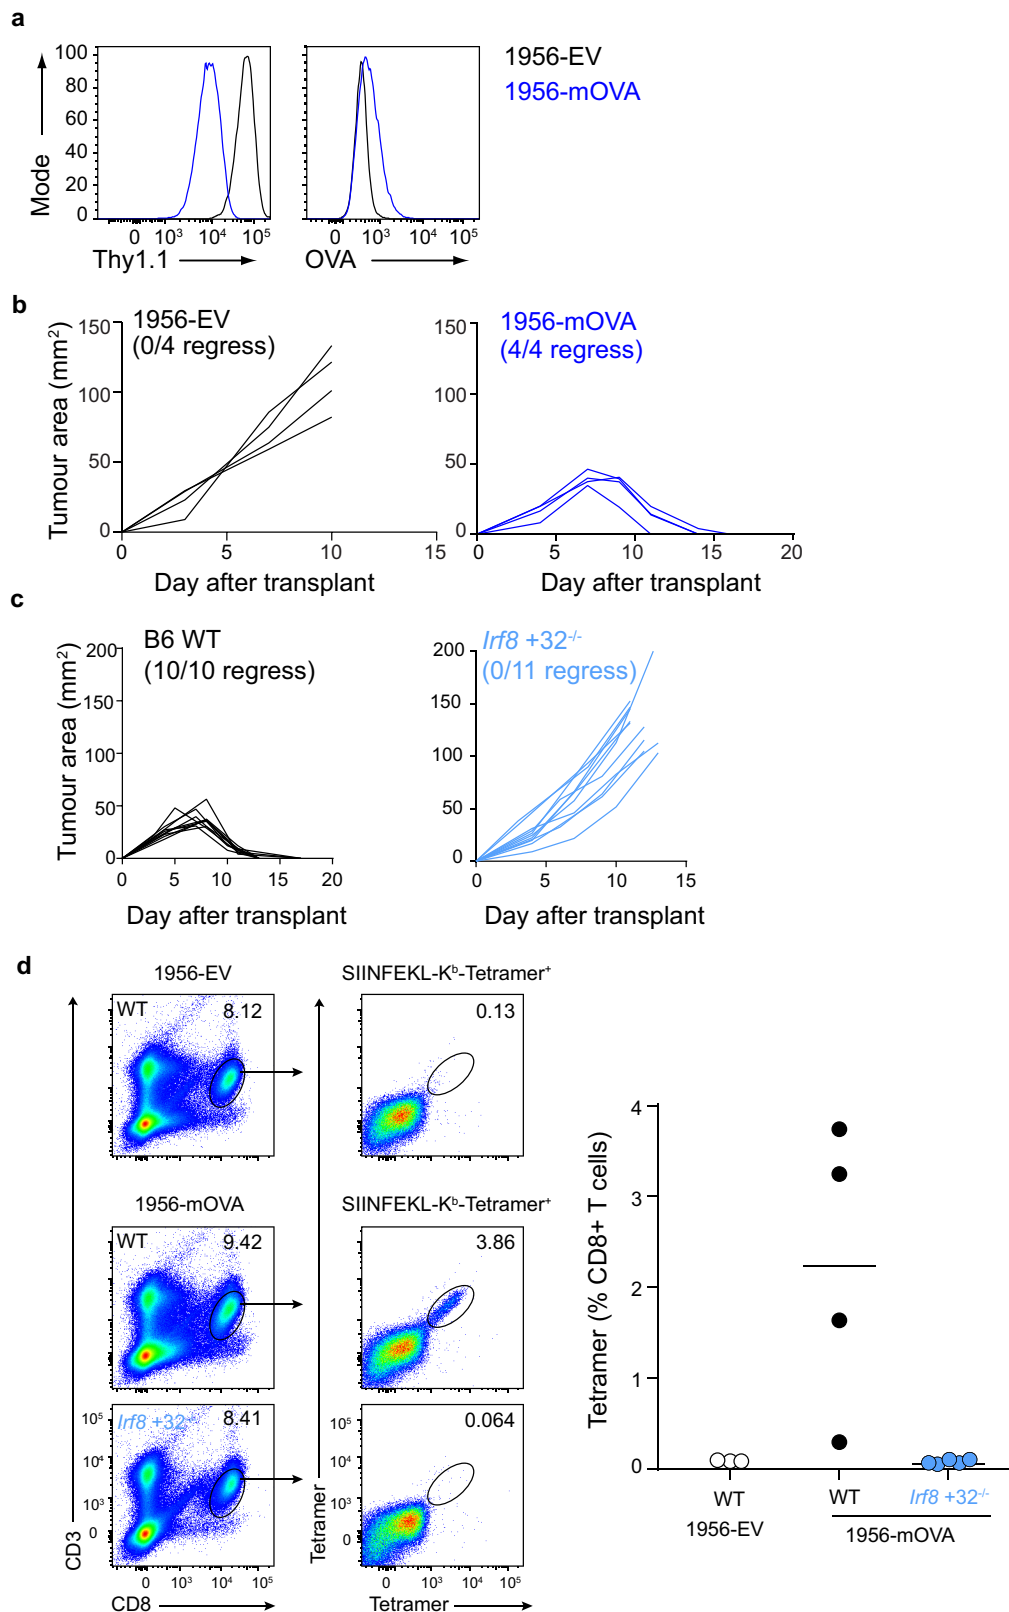 a
1956-EV
1956-mOVA
100
80
60
40
20
0
Mode
0 10³ 10⁴ 10⁵
0 10³ 10⁴ 10⁵
Thy1.1
OVA
b
1956-EV
(0/4 regress)
1956-mOVA
(4/4 regress)
Tumour area (mm²)
150
100
50
0
150
100
50
0
0 5 10 15
0 5 10 15 20
Day after transplant
Day after transplant
c
B6 WT
(10/10 regress)
Irf8 +32⁻/⁻
(0/11 regress)
Tumour area (mm²)
200
150
100
50
0
200
150
100
50
0
0 5 10 15 20
0 5 10 15
Day after transplant
Day after transplant
d
1956-EV
SIINFEKL-Kᵇ-Tetramer⁺
WT 8.12
0.13
1956-mOVA
SIINFEKL-Kᵇ-Tetramer⁺
WT 9.42
3.86
Irf8 +32⁻/⁻ 8.41
0.064
10⁵
10⁴
10³
0
10⁵
10⁴
10³
0
CD3
Tetramer
0 10³ 10⁴ 10⁵
0 10³ 10⁴ 10⁵
CD8
Tetramer
Tetramer (% CD8+ T cells)
4
3
2
1
0
WT WT Irf8 +32⁻/⁻
1956-EV 1956-mOVA